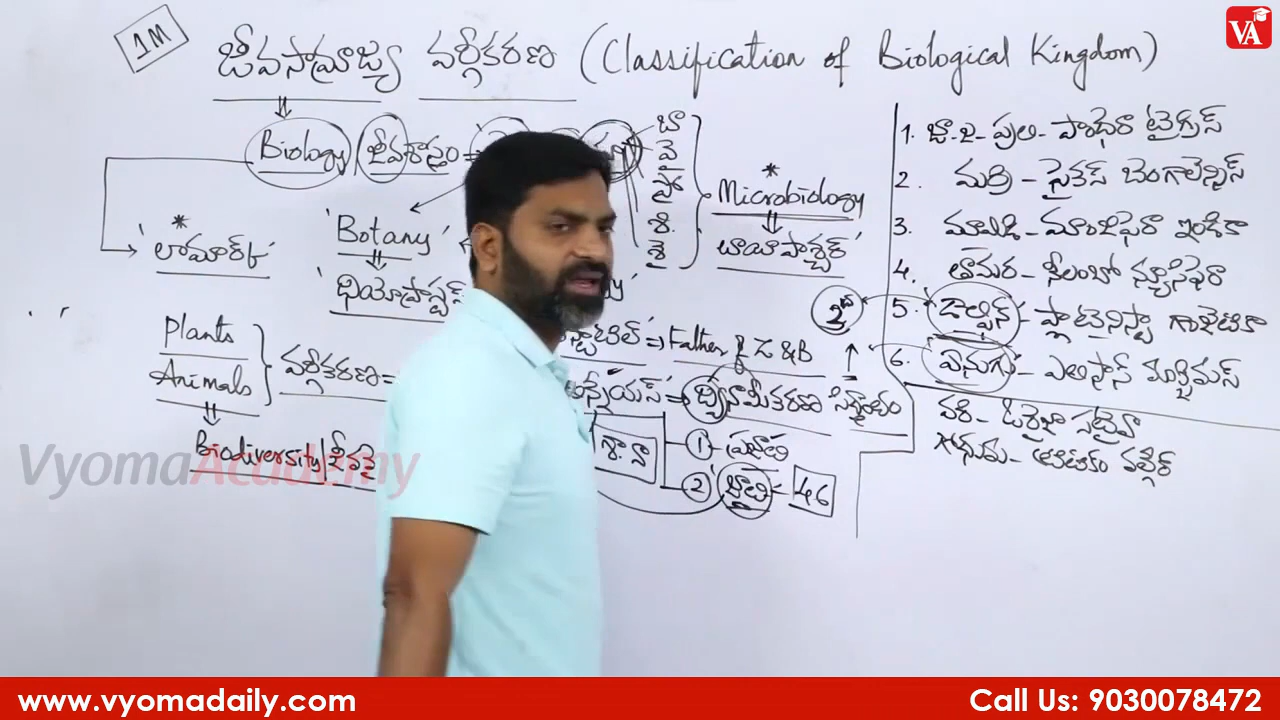 1M
జీవసామ్రాజ్య వర్గీకరణ (Classification of Biological Kingdom)
Biology / జీవశాస్త్రం =
బా
వై
ప్రో
శి.
శై
* Microbiology
'లూయీపాశ్చర్'
* 'లామార్క్'
'Botany'
'థియోఫ్రాస్టస్
=> Father of Z & B
Plants
Animals
వర్గీకరణ =
ద్వినామీకరణ సిద్ధాంతం
Biodiversity / జీ.వై
శా.నా
1 ప్రజాతి
2 జాతి - 46
1. జా.జ - పులి - పాంథెరా టైగ్రిస్
2. మర్రి - ఫైకస్ బెంగాలెన్సిస్
3. మామిడి - మాంజిఫెరా ఇండికా
4. తామర - నీలంబో న్యూసిఫెరా
5. డాల్ఫిన్ - ప్లాటానిస్టా గాంజెటికా
6. ఏనుగు - ఎలిఫాస్ మాక్సిమస్
వరి - ఒరైజా సటైవా
గోధుమ - ట్రిటికం వల్గేర్
VyomaAcademy
VA
www.vyomadaily.com
Call Us: 9030078472